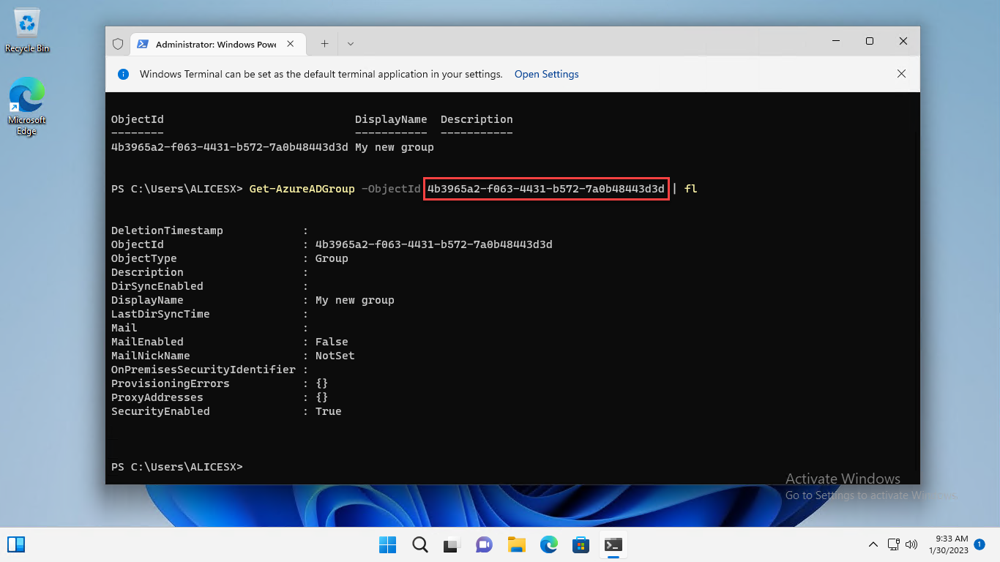 Recycle Bin
Microsoft
Edge
Administrator: Windows Powe
Windows Terminal can be set as the default terminal application in your settings. Open Settings
ObjectId DisplayName Description
-------- ----------- -----------
4b3965a2-f063-4431-b572-7a0b48443d3d My new group
PS C:\Users\ALICESX> Get-AzureADGroup -ObjectId 4b3965a2-f063-4431-b572-7a0b48443d3d | fl
DeletionTimestamp :
ObjectId : 4b3965a2-f063-4431-b572-7a0b48443d3d
ObjectType : Group
Description :
DirSyncEnabled :
DisplayName : My new group
LastDirSyncTime :
Mail :
MailEnabled : False
MailNickName : NotSet
OnPremisesSecurityIdentifier :
ProvisioningErrors : {}
ProxyAddresses : {}
SecurityEnabled : True
PS C:\Users\ALICESX>
Activate Windows
Go to Settings to activate Windows.
9:33 AM
1/30/2023
1